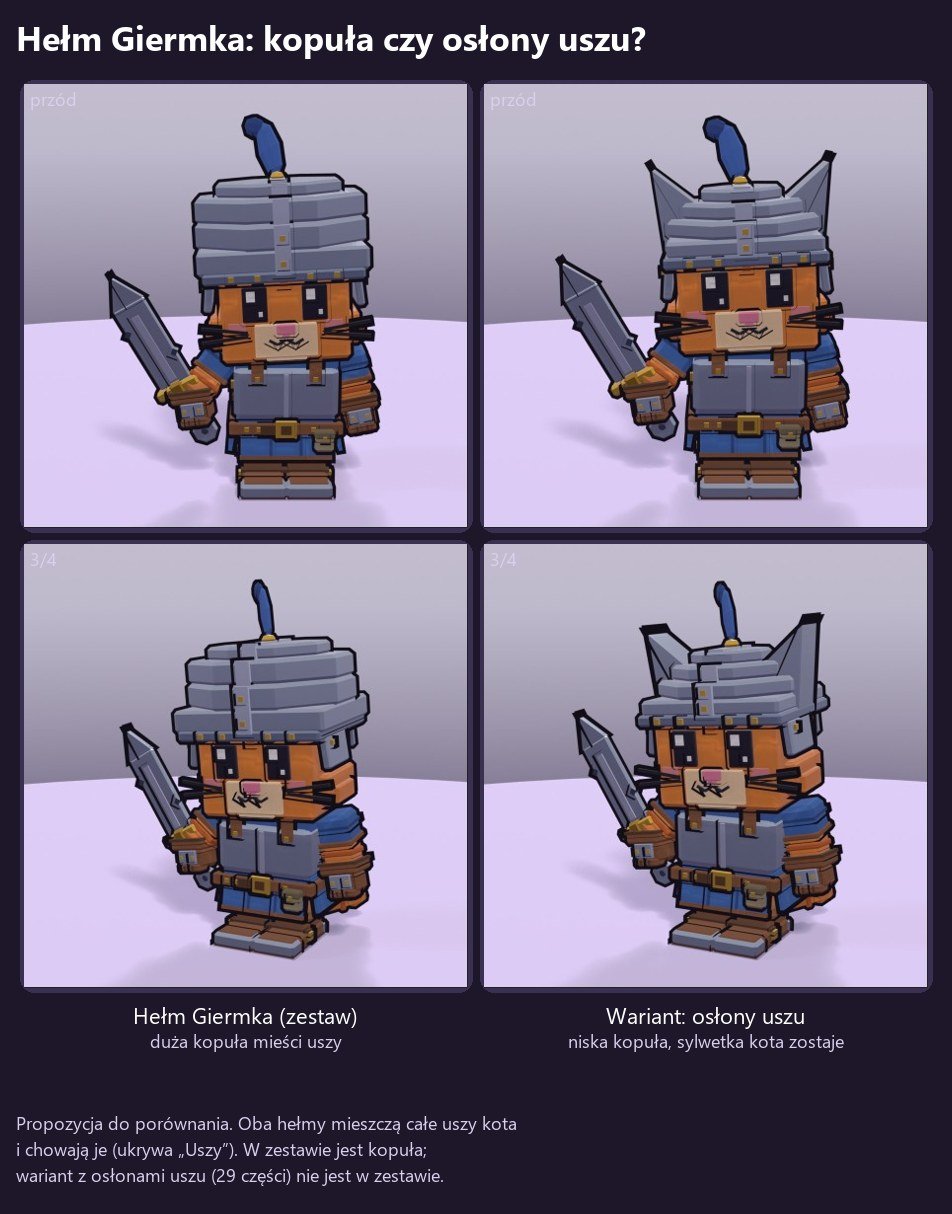 Hełm Giermka: kopuła czy osłony uszu?
przód
przód
3/4
3/4
Hełm Giermka (zestaw)
duża kopuła mieści uszy
Wariant: osłony uszu
niska kopuła, sylwetka kota zostaje
Propozycja do porównania. Oba hełmy mieszczą całe uszy kota
i chowają je (ukrywa „Uszy”). W zestawie jest kopuła;
wariant z osłonami uszu (29 części) nie jest w zestawie.